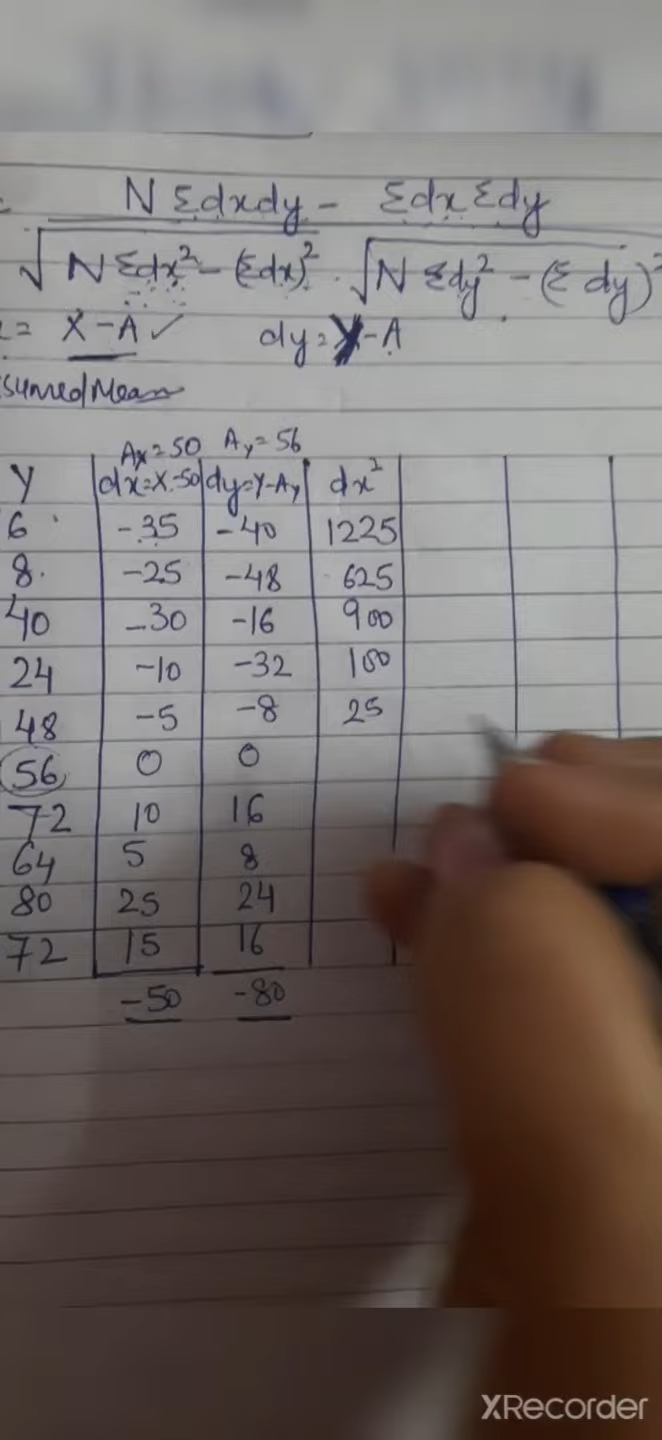 N Σdxdy - Σdx Σdy
√ N Σdx² - (Σdx)² . √ N Σdy² - (Σ dy)²
= X - A ✓ dy = Y - A
sumed Mean
Ax = 50 Ay = 56
Y dx = X - 50 dy = Y - Ay dx²
6 -35 -40 1225
8 -25 -48 625
40 -30 -16 900
24 -10 -32 100
48 -5 -8 25
56 0 0
72 10 16
64 5 8
80 25 24
72 15 16
-50 -80
XRecorder